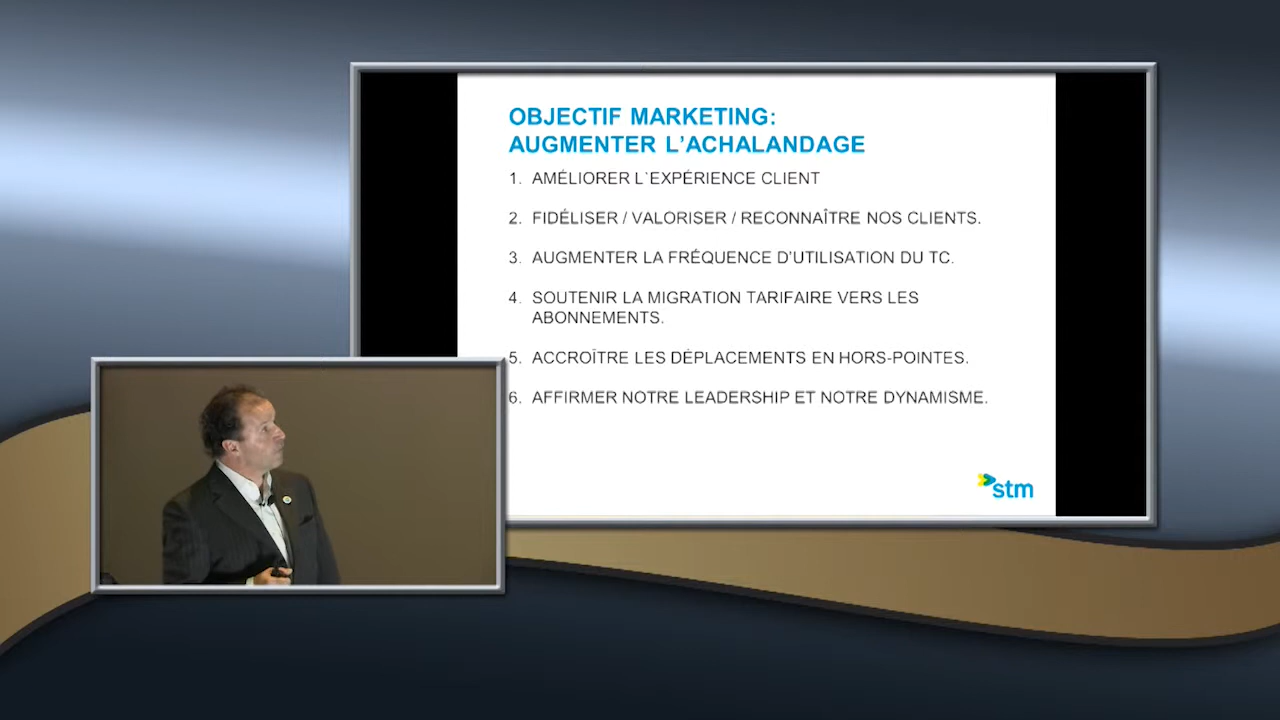 OBJECTIF MARKETING:
AUGMENTER L'ACHALANDAGE
1. AMÉLIORER L`EXPÉRIENCE CLIENT
2. FIDÉLISER / VALORISER / RECONNAÎTRE NOS CLIENTS.
3. AUGMENTER LA FRÉQUENCE D'UTILISATION DU TC.
4. SOUTENIR LA MIGRATION TARIFAIRE VERS LES
ABONNEMENTS.
5. ACCROÎTRE LES DÉPLACEMENTS EN HORS-POINTES.
6. AFFIRMER NOTRE LEADERSHIP ET NOTRE DYNAMISME.
stm